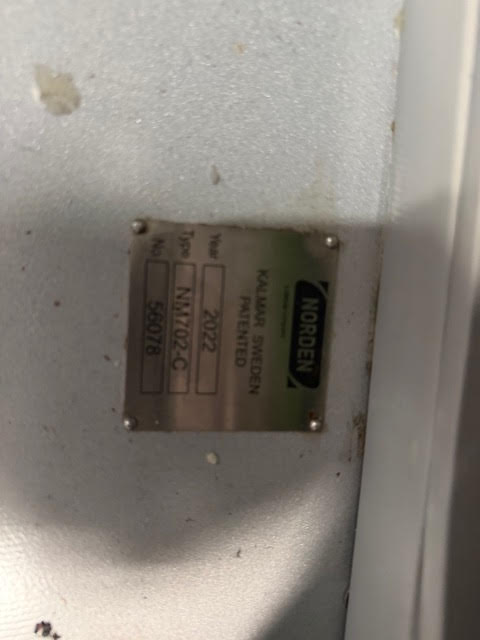 NORDEN
KALMAR SWEDEN
PATENTED
Year 2022
Type NM702-C
No 56078